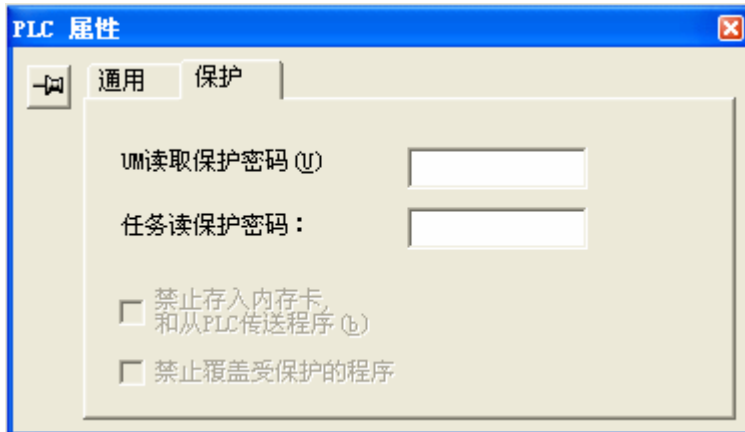 PLC 属性
通用 保护
UM读取保护密码(U)
任务读保护密码：
禁止存入内存卡,
和从PLC传送程序(b)
禁止覆盖受保护的程序